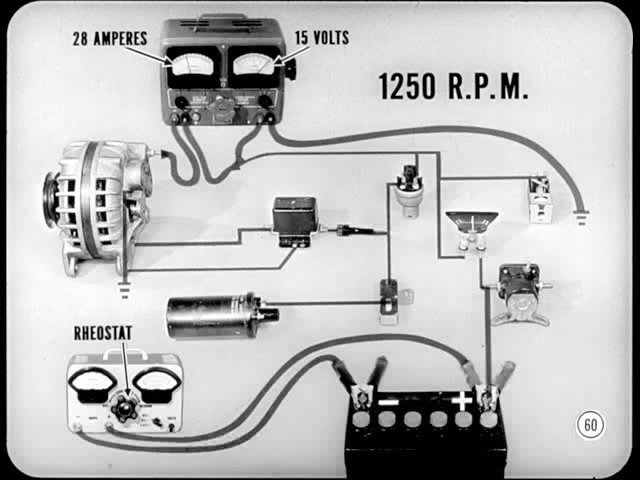 28 AMPERES
15 VOLTS
1250 R.P.M.
RHEOSTAT
− +
60